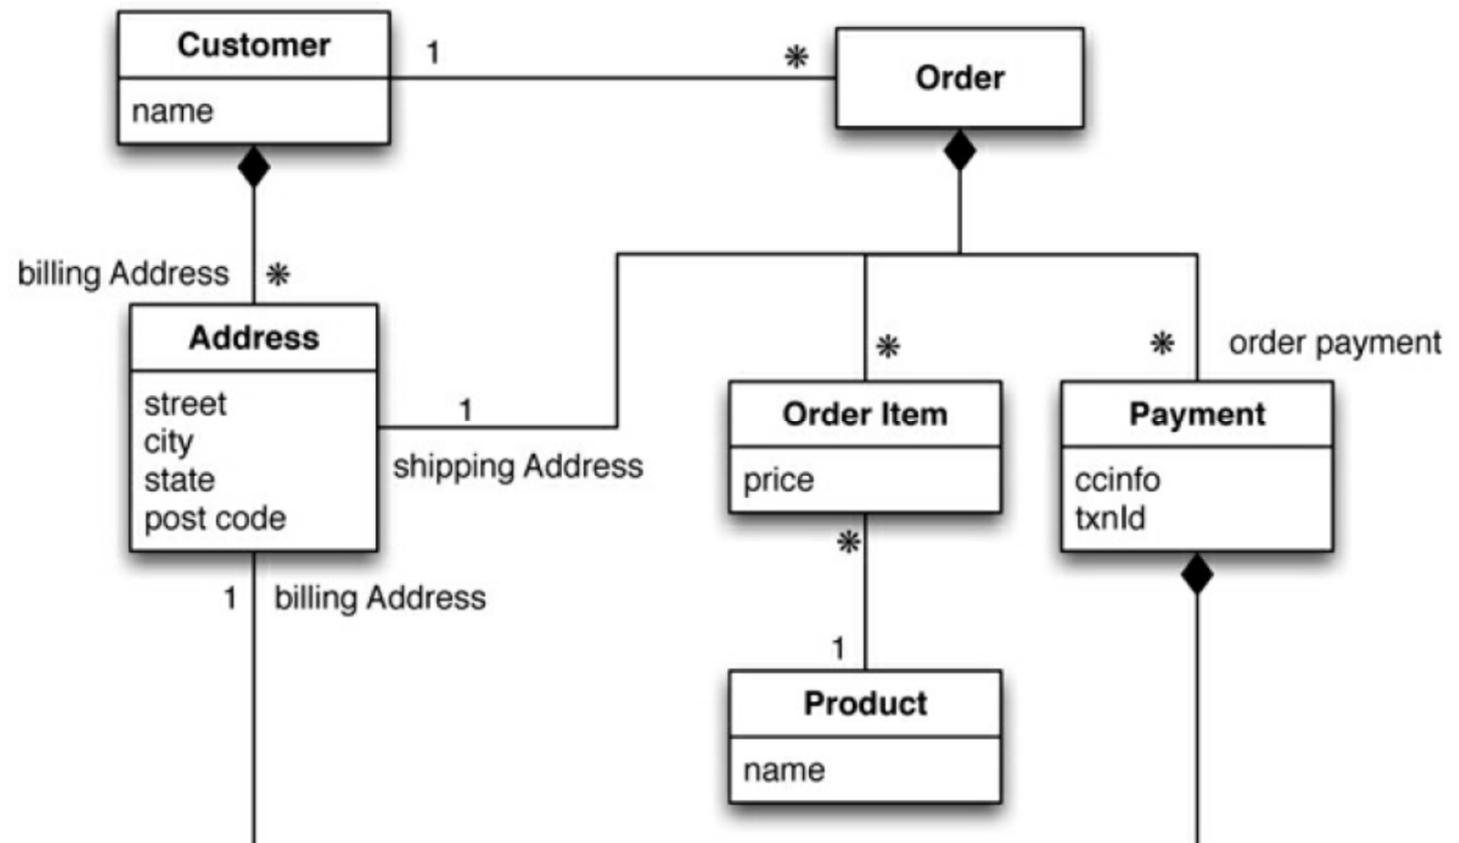 Customer
name
1
*
Order
billing Address
*
Address
street
city
state
post code
1
shipping Address
*
Order Item
price
*
order payment
Payment
ccinfo
txnId
1
billing Address
*
1
Product
name